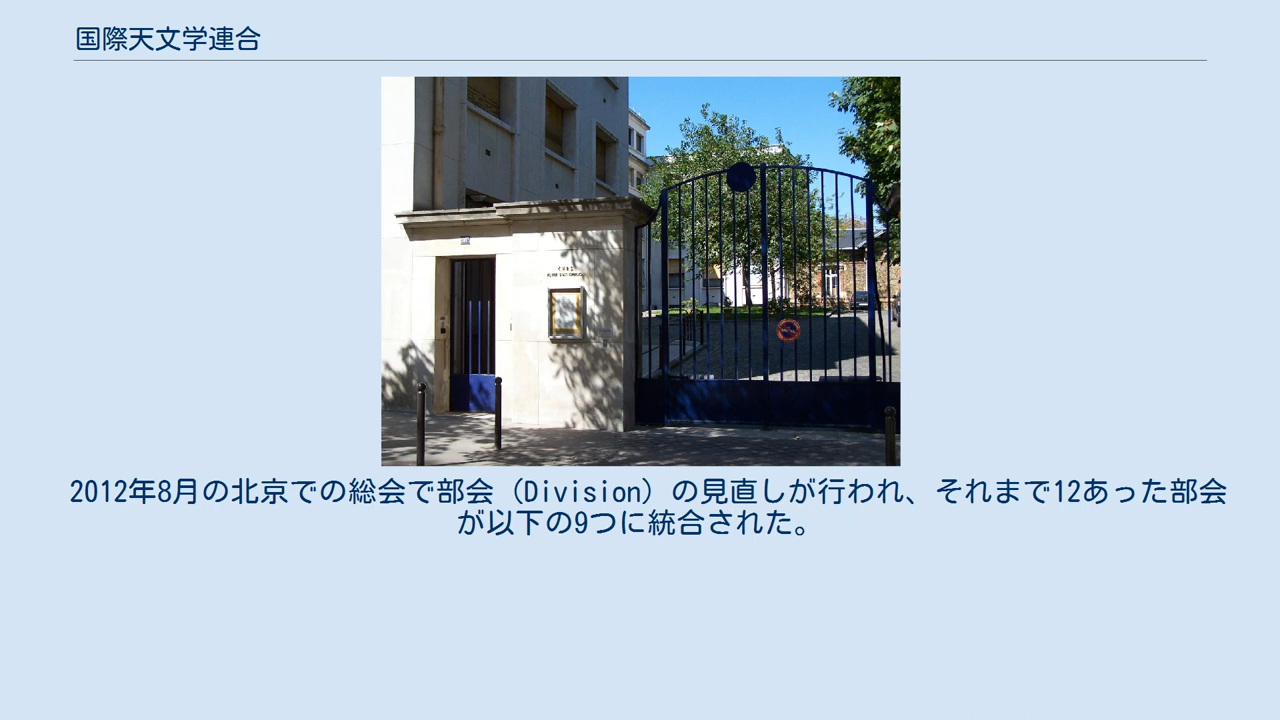 国際天文学連合
2012年8月の北京での総会で部会（Division）の見直しが行われ、それまで12あった部会
が以下の9つに統合された。